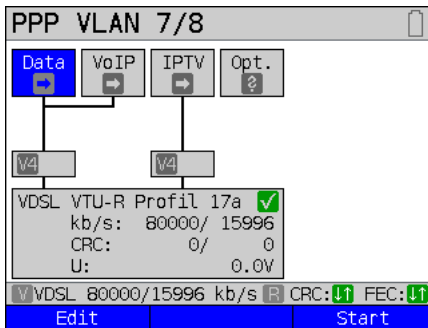 PPP VLAN 7/8
Data VoIP IPTV Opt.
V4 V4
VDSL VTU-R Profil 17a
kb/s: 80000/ 15996
CRC: 0/ 0
U: 0.0V
V VDSL 80000/15996 kb/s R CRC: FEC:
Edit Start